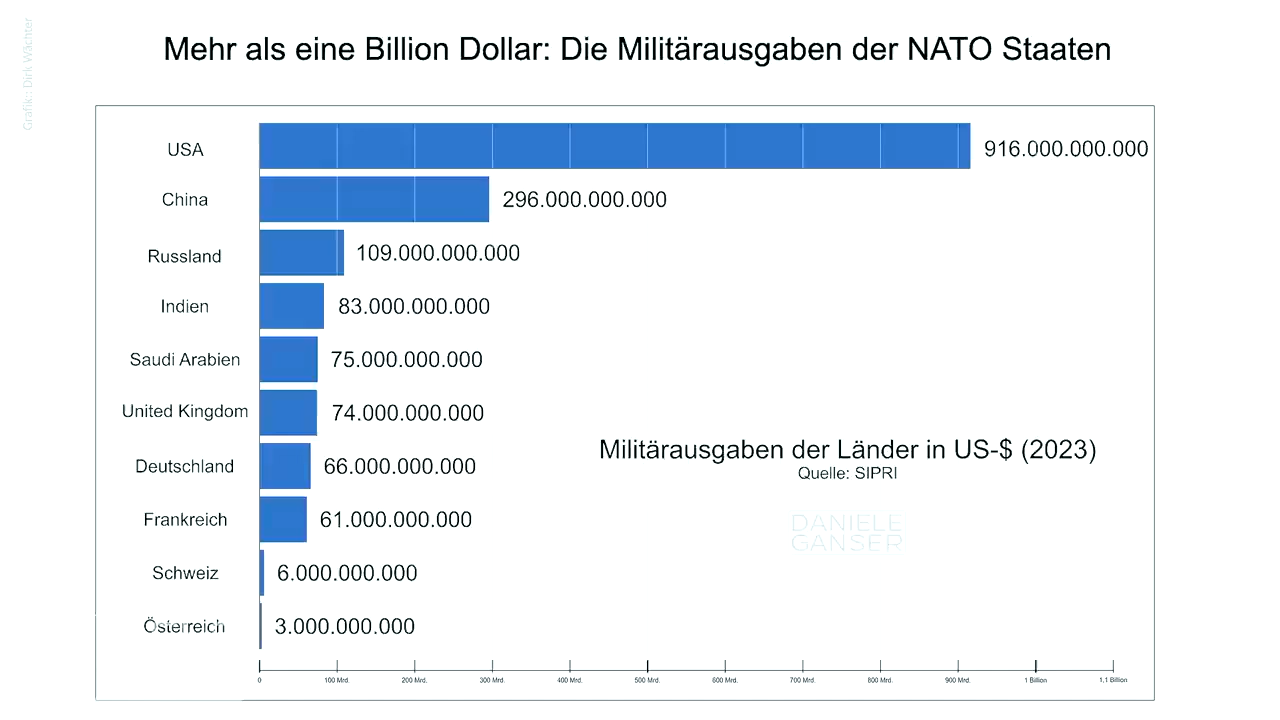 Grafik: Dirk Wächter
Mehr als eine Billion Dollar: Die Militärausgaben der NATO Staaten
USA 916.000.000.000
China 296.000.000.000
Russland 109.000.000.000
Indien 83.000.000.000
Saudi Arabien 75.000.000.000
United Kingdom 74.000.000.000
Deutschland 66.000.000.000
Frankreich 61.000.000.000
Schweiz 6.000.000.000
Österreich 3.000.000.000
Militärausgaben der Länder in US-$ (2023)
Quelle: SIPRI
DANIELE
GANSER
0 100 Mrd. 200 Mrd. 300 Mrd. 400 Mrd. 500 Mrd. 600 Mrd. 700 Mrd. 800 Mrd. 900 Mrd. 1 Billion 1,1 Billion